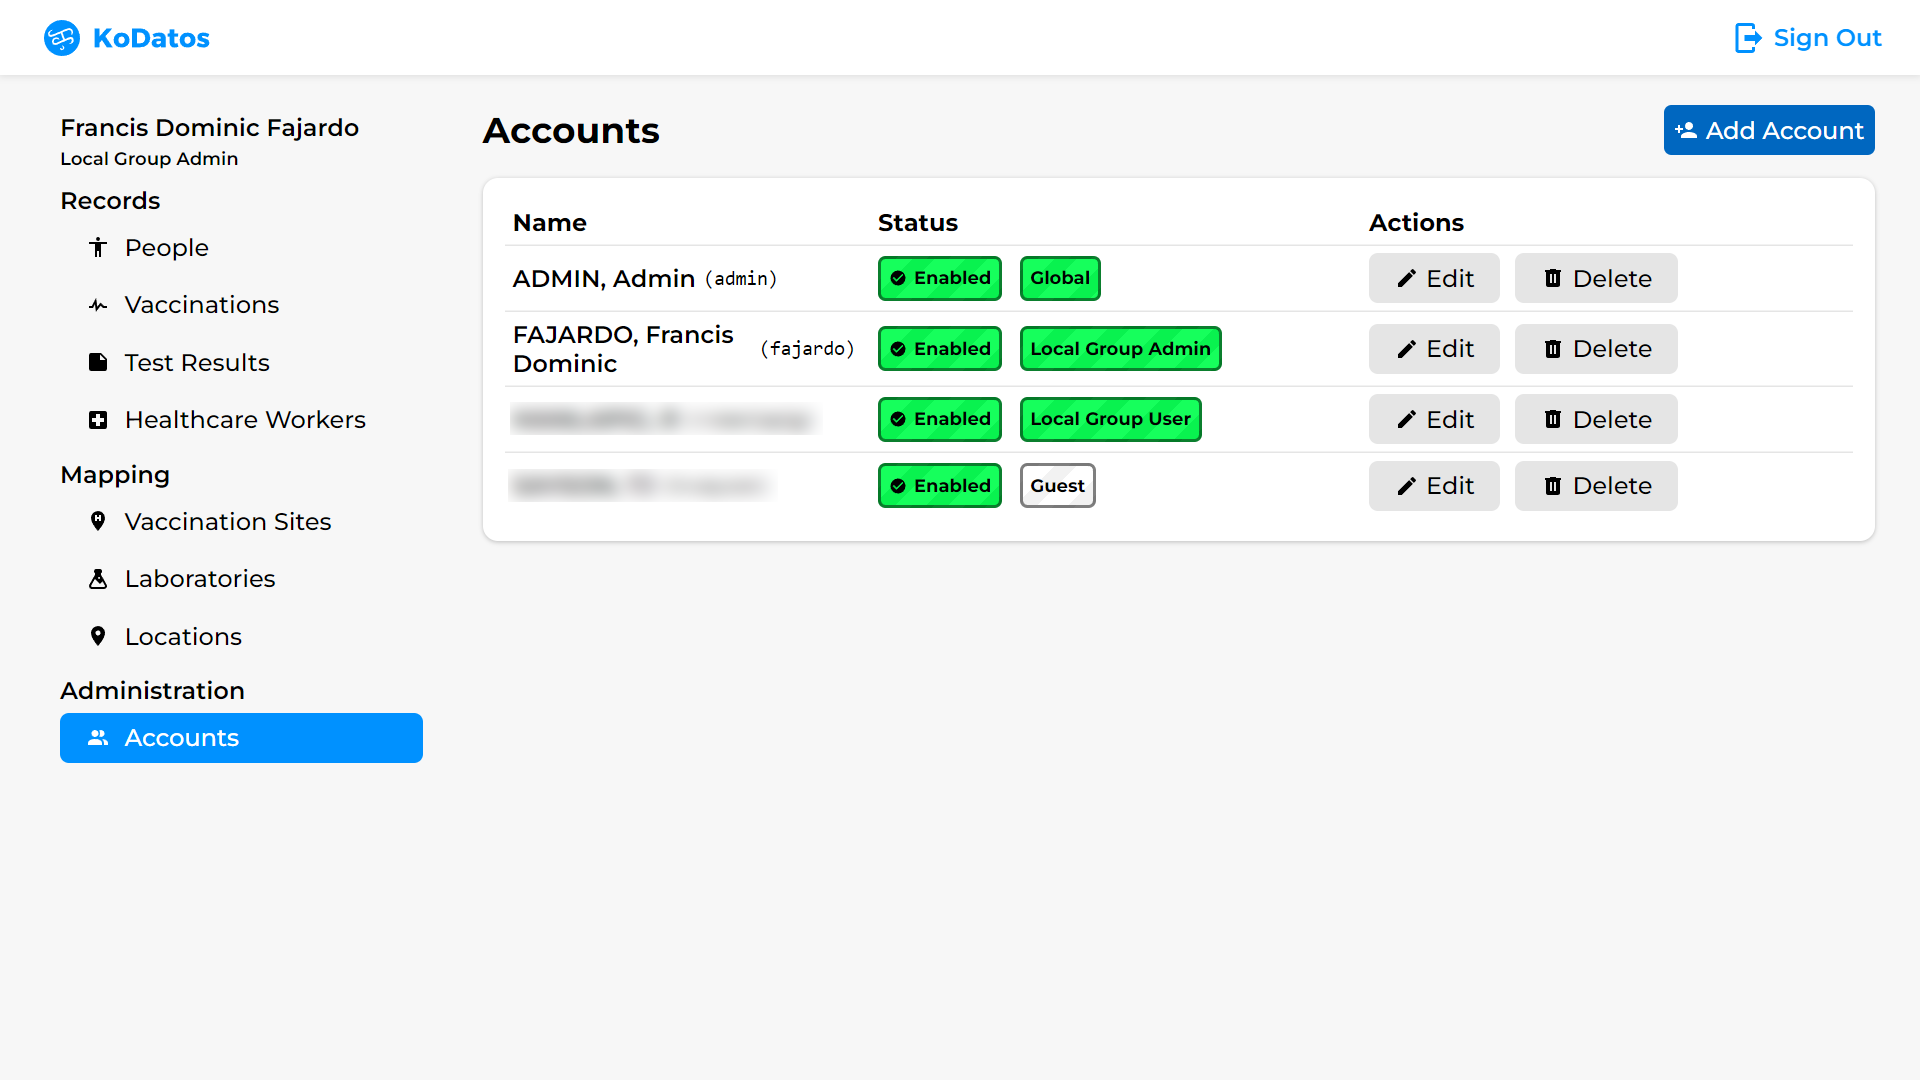 KoDatos
Sign Out
Francis Dominic Fajardo
Local Group Admin
Records
People
Vaccinations
Test Results
Healthcare Workers
Mapping
Vaccination Sites
Laboratories
Locations
Administration
Accounts
Accounts
Add Account
Name Status Actions
ADMIN, Admin (admin) Enabled Global Edit Delete
FAJARDO, Francis
Dominic (fajardo) Enabled Local Group Admin Edit Delete
Enabled Local Group User Edit Delete
Enabled Guest Edit Delete